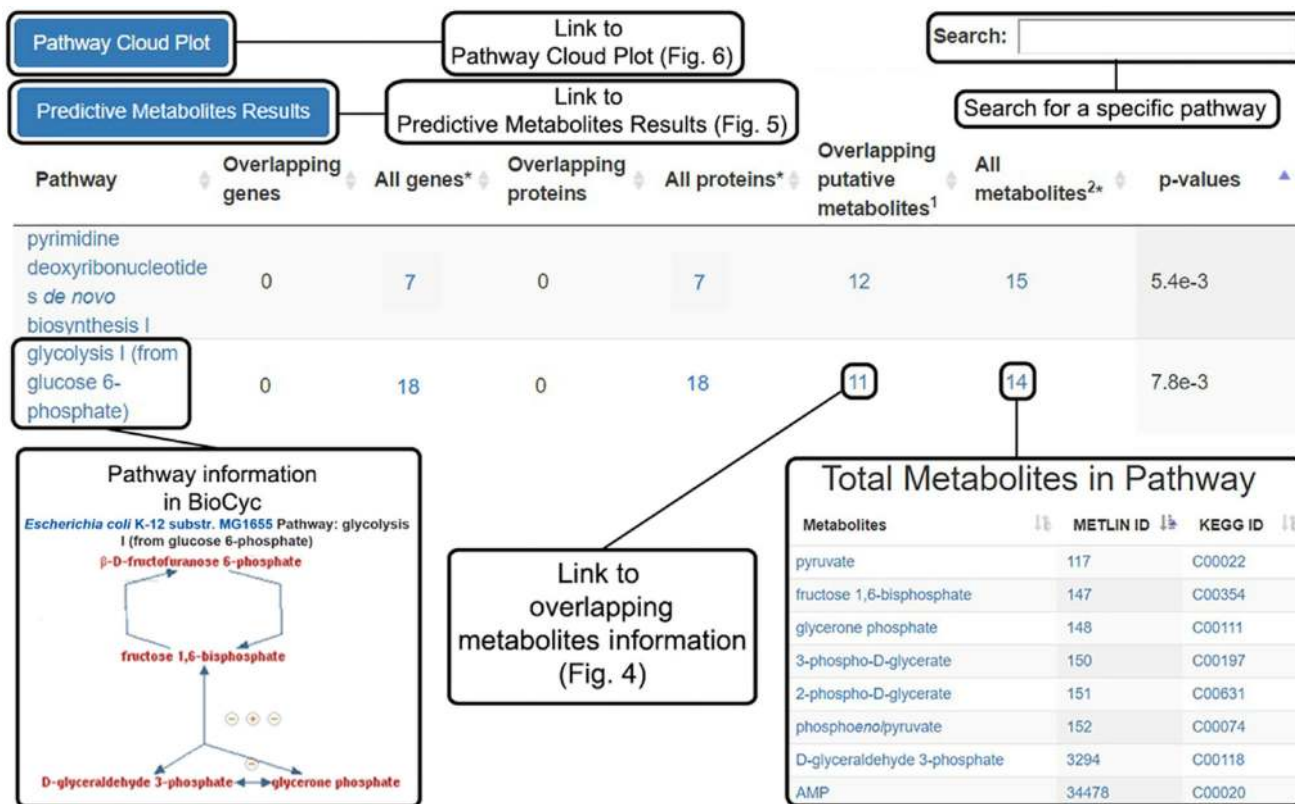 Pathway Cloud Plot
Link to
Pathway Cloud Plot (Fig. 6)
Search:
Predictive Metabolites Results
Link to
Predictive Metabolites Results (Fig. 5)
Search for a specific pathway
Pathway
Overlapping
genes
All genes*
Overlapping
proteins
All proteins*
Overlapping
putative
metabolites1
All
metabolites2*
p-values
pyrimidine
deoxyribonucleotide
s de novo
biosynthesis I
0
7
0
7
12
15
5.4e-3
glycolysis I (from
glucose 6-
phosphate)
0
18
0
18
11
14
7.8e-3
Pathway information
in BioCyc
Escherichia coli K-12 substr. MG1655 Pathway: glycolysis
I (from glucose 6-phosphate)
β-D-fructofuranose 6-phosphate
fructose 1,6-bisphosphate
− + −
−
D-glyceraldehyde 3-phosphate
glycerone phosphate
Link to
overlapping
metabolites information
(Fig. 4)
Total Metabolites in Pathway
Metabolites METLIN ID KEGG ID
pyruvate 117 C00022
fructose 1,6-bisphosphate 147 C00354
glycerone phosphate 148 C00111
3-phospho-D-glycerate 150 C00197
2-phospho-D-glycerate 151 C00631
phosphoenolpyruvate 152 C00074
D-glyceraldehyde 3-phosphate 3294 C00118
AMP 34478 C00020